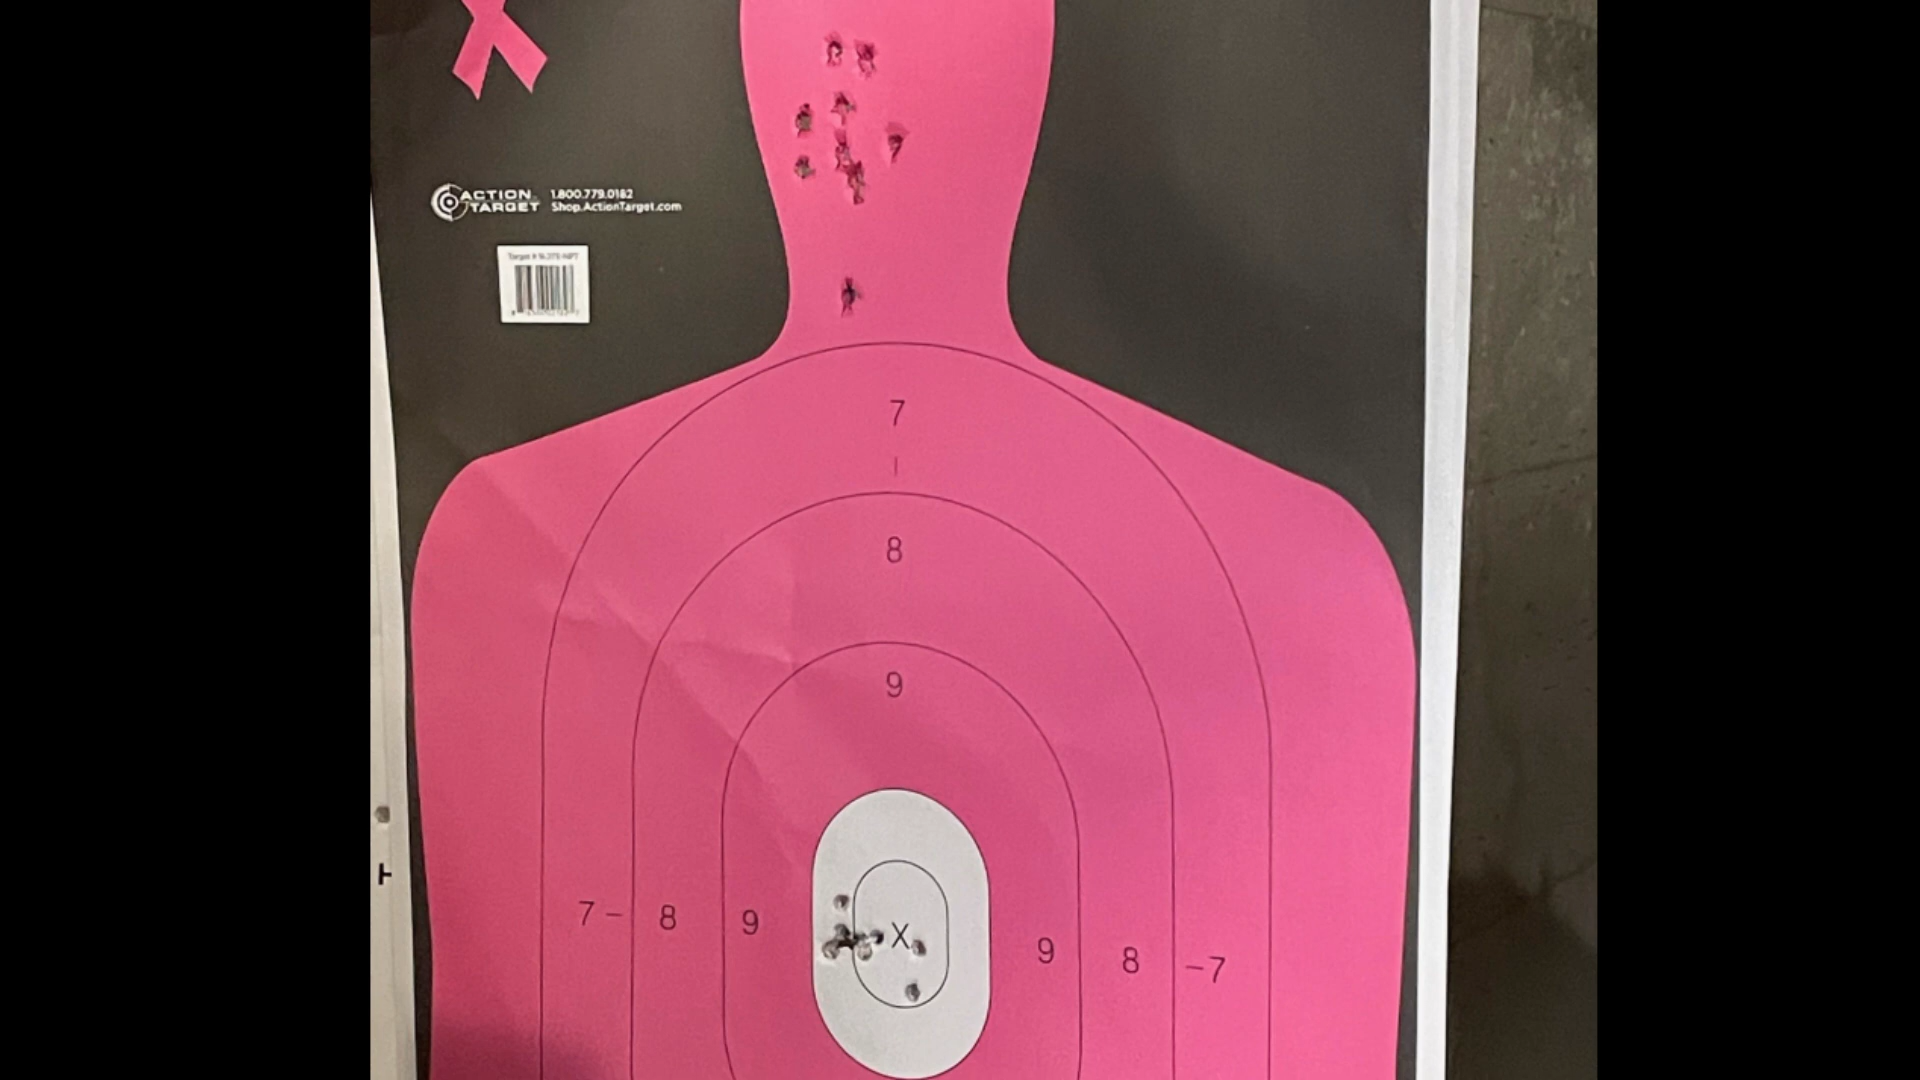 ACTION 1.800.779.0182
TARGET Shop.ActionTarget.com
7
8
9
X
7 8 9
9 8 7